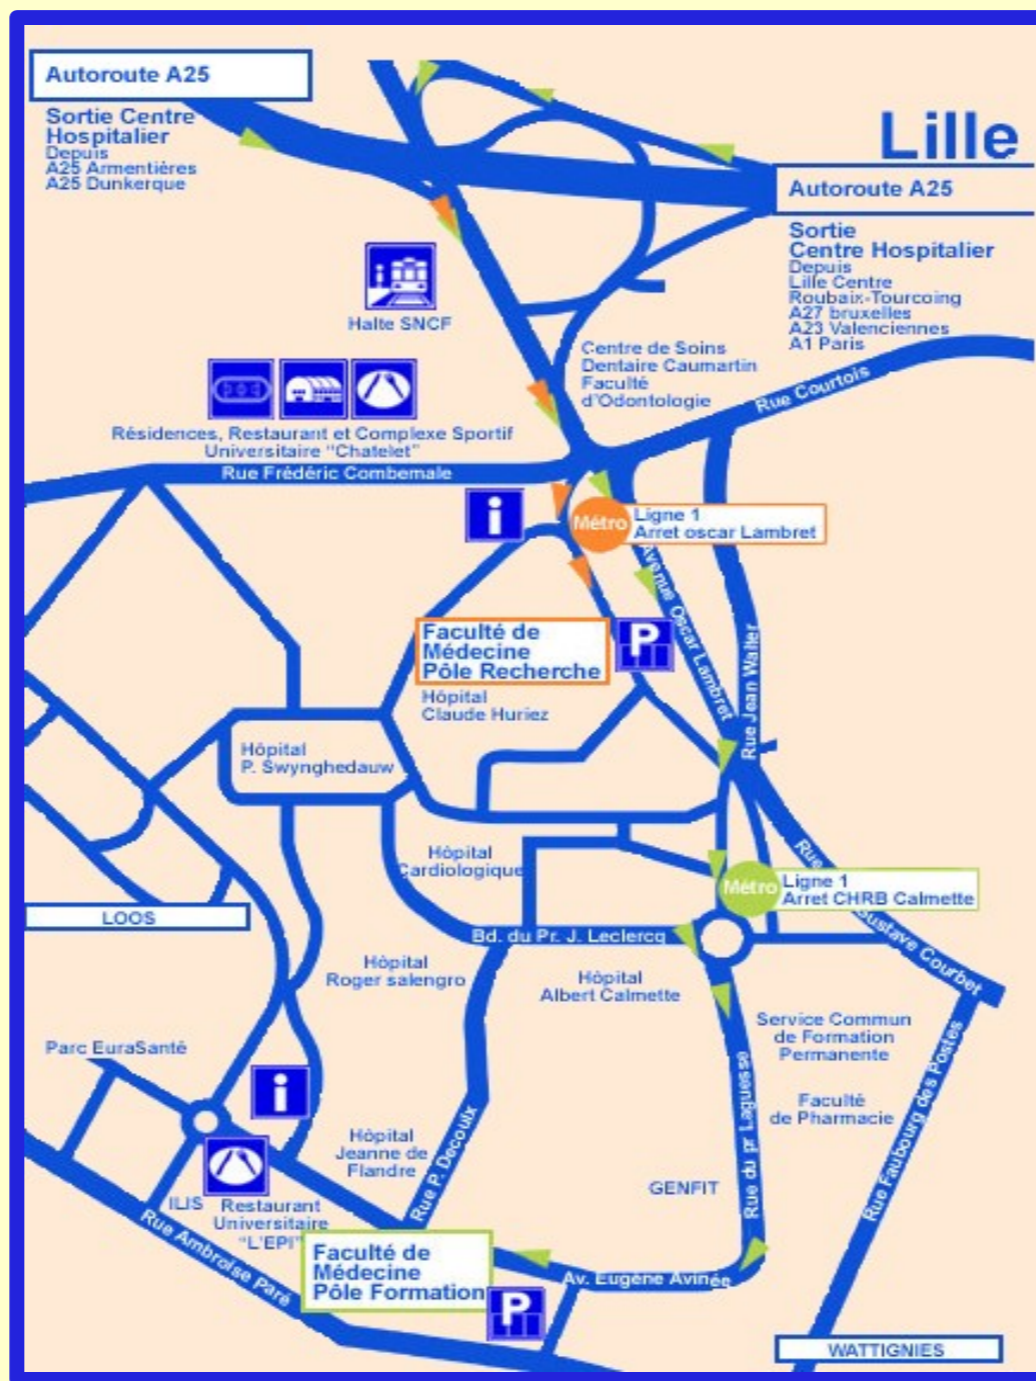 Autoroute A25
Sortie Centre
Hospitalier
Depuis
A25 Armentières
A25 Dunkerque
Lille
Autoroute A25
Sortie
Centre Hospitalier
Depuis
Lille Centre
Roubaix-Tourcoing
A27 bruxelles
A23 Valenciennes
A1 Paris
i
Halte SNCF
Centre de Soins
Dentaire Caumartin
Faculté
d'Odontologie
Rue Courtois
Résidences, Restaurant et Complexe Sportif
Universitaire "Chatelet"
Rue Frédéric Combemale
i
Métro
Ligne 1
Arret oscar Lambret
Avenue Oscar Lambret
Rue Jean Walter
Faculté de
Médecine
Pôle Recherche
P
Hôpital
Claude Huriez
Hôpital
P. Swynghedauw
Hôpital
Cardiologique
Métro
Ligne 1
Arret CHRB Calmette
Rue Gustave Courbet
LOOS
Bd. du Pr. J. Leclercq
Hôpital
Roger salengro
Hôpital
Albert Calmette
Service Commun
de Formation
Permanente
Faculté
de Pharmacie
Rue Faubourg des Postes
Parc EuraSanté
i
Hôpital
Jeanne de
Flandre
Rue P. Decoulx
Rue du pr Laguesse
GENFIT
ILIS
Restaurant
Universitaire
"L'EPI"
Rue Ambroise Paré
Faculté de
Médecine
Pôle Formation
P
Av. Eugène Avinée
WATTIGNIES